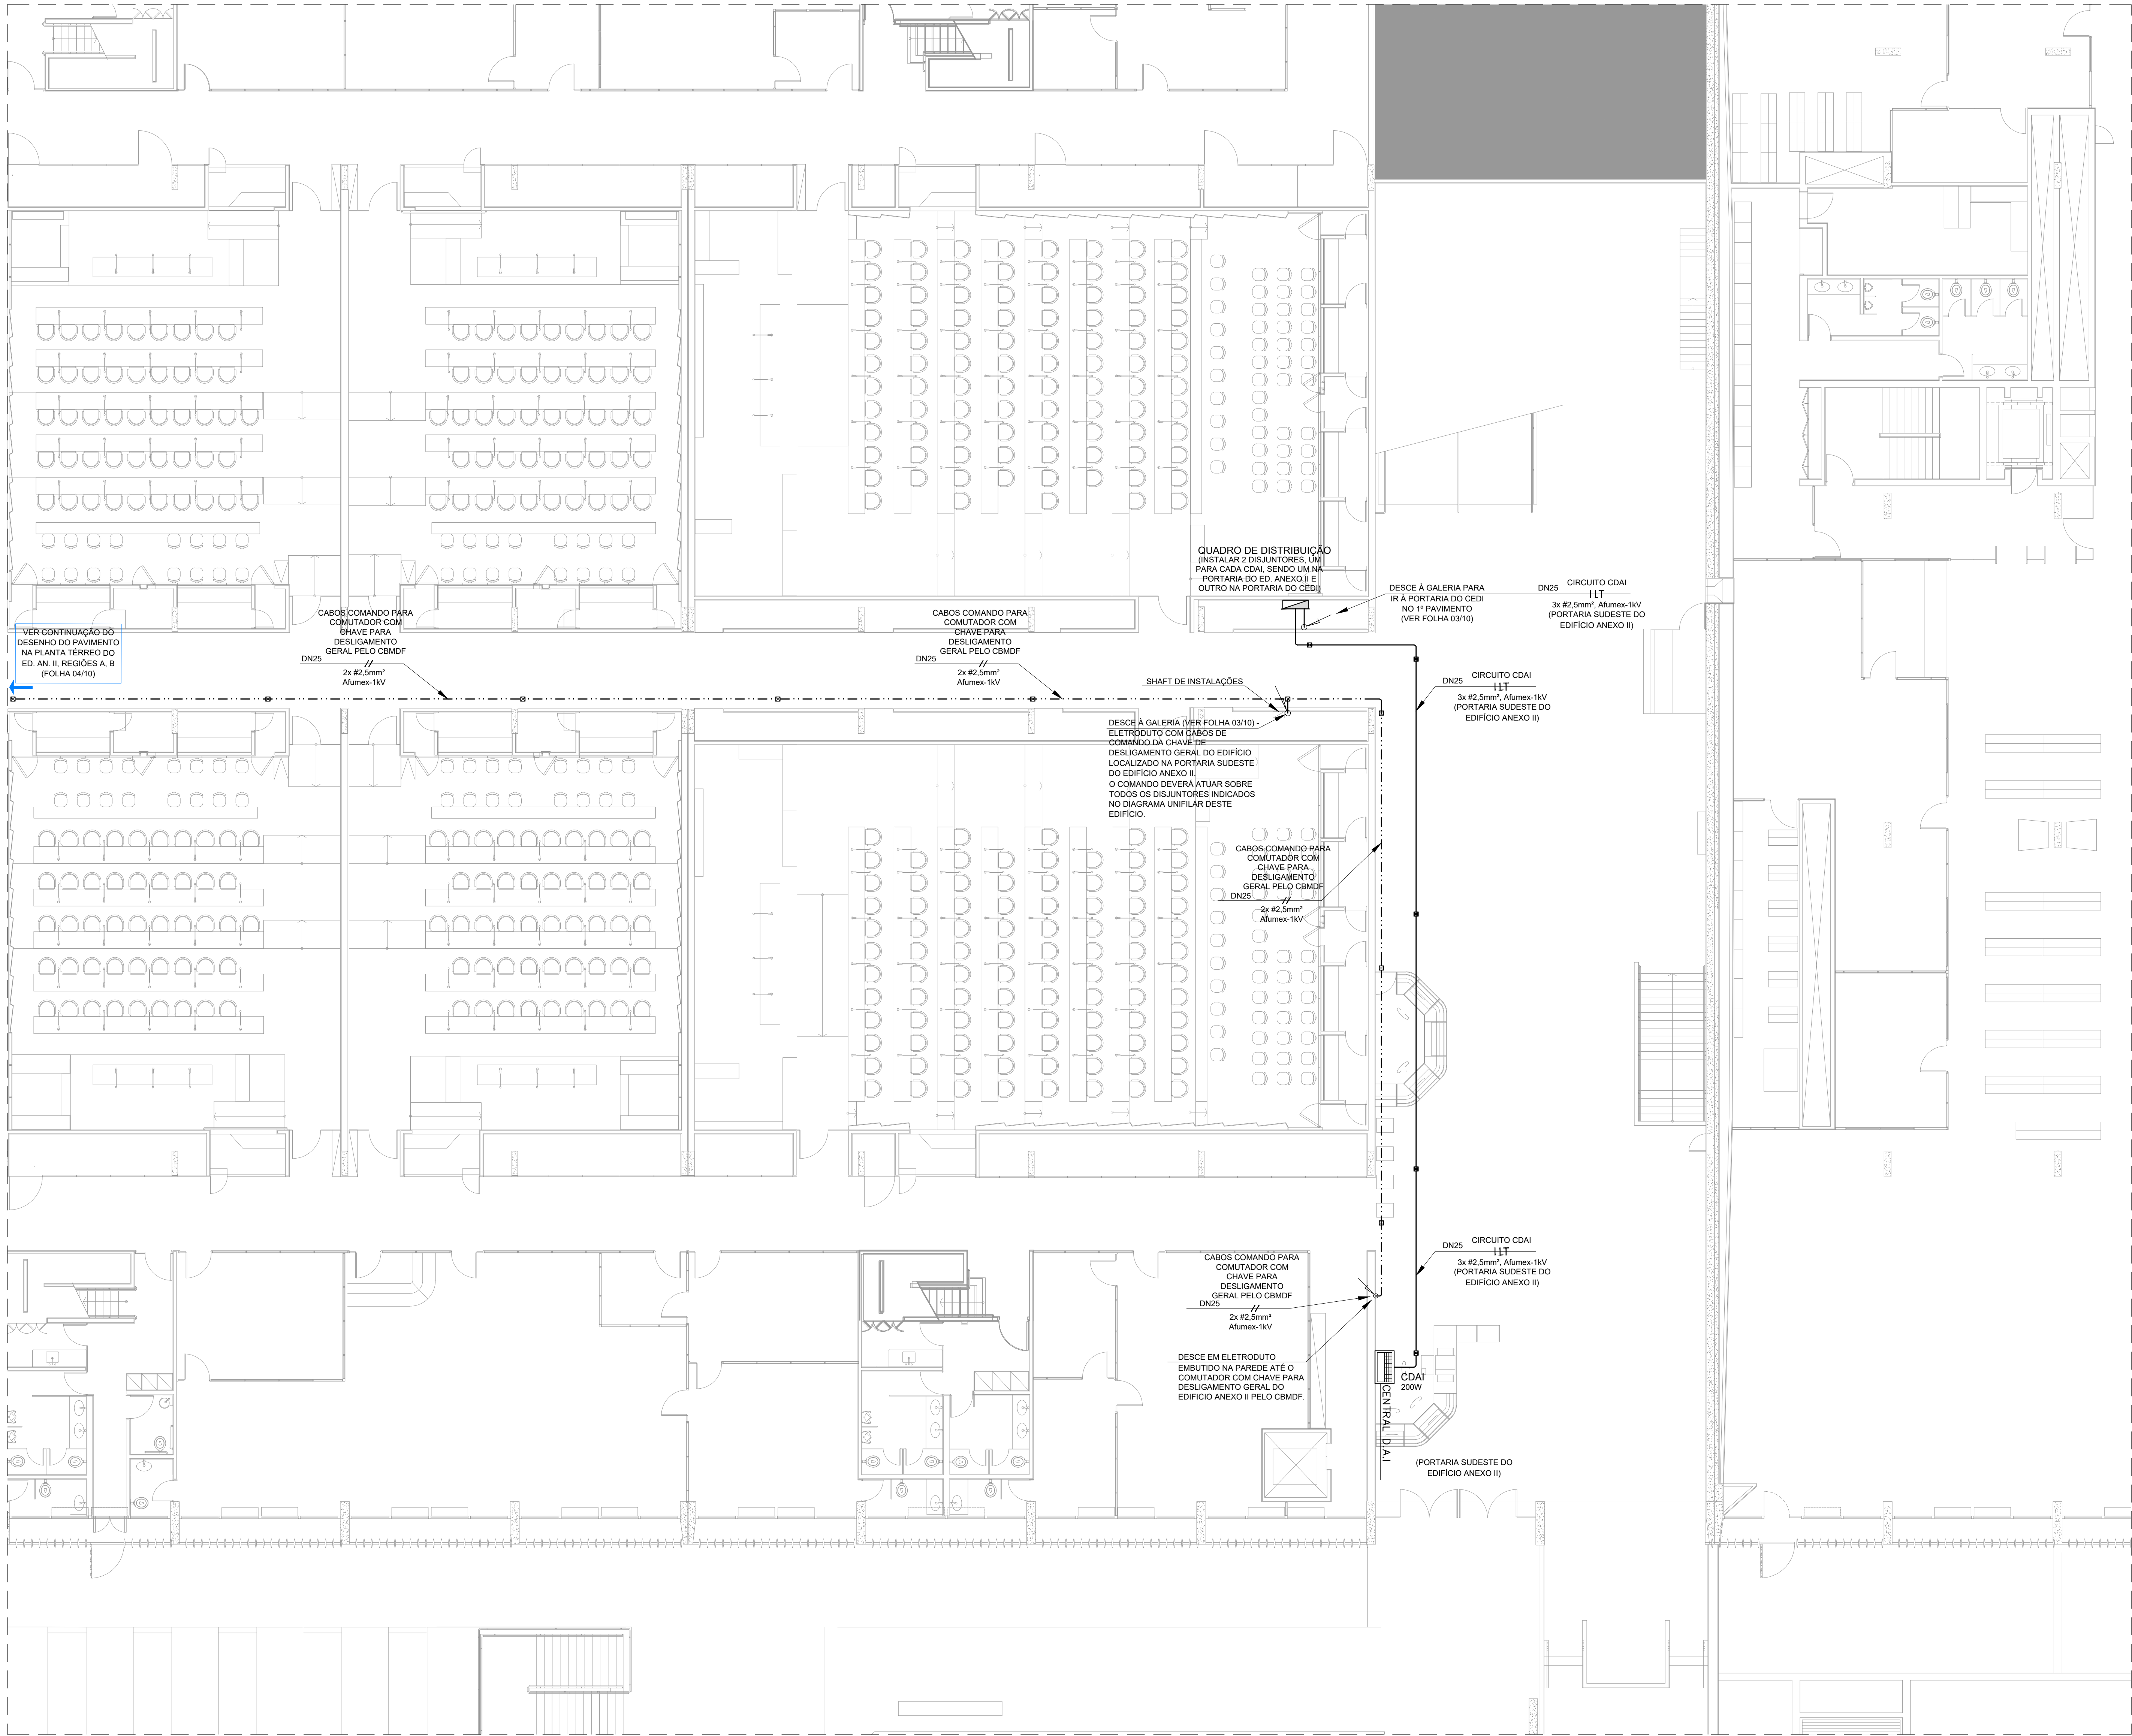 QUADRO DE DISTRIBUIÇÃO
(INSTALAR 2 DISJUNTORES, UM
PARA CADA CDAI, SENDO UM NA
PORTARIA DO ED. ANEXO II E
OUTRO NA PORTARIA DO CEDI)
DESCE À GALERIA PARA
IR À PORTARIA DO CEDI
NO 1º PAVIMENTO
(VER FOLHA 03/10)
DN25
CIRCUITO CDAI
3x #2,5mm², Afumex-1kV
(PORTARIA SUDESTE DO
EDIFÍCIO ANEXO II)
VER CONTINUAÇÃO DO
DESENHO DO PAVIMENTO
NA PLANTA TÉRREO DO
ED. AN. II, REGIÕES A, B
(FOLHA 04/10)
CABOS COMANDO PARA
COMUTADOR COM
CHAVE PARA
DESLIGAMENTO
GERAL PELO CBMDF
DN25
2x #2,5mm²
Afumex-1kV
CABOS COMANDO PARA
COMUTADOR COM
CHAVE PARA
DESLIGAMENTO
GERAL PELO CBMDF
DN25
2x #2,5mm²
Afumex-1kV
SHAFT DE INSTALAÇÕES
CIRCUITO CDAI
DN25
3x #2,5mm², Afumex-1kV
(PORTARIA SUDESTE DO
EDIFÍCIO ANEXO II)
DESCE À GALERIA (VER FOLHA 03/10) -
ELETRODUTO COM CABOS DE
COMANDO DA CHAVE DE
DESLIGAMENTO GERAL DO EDIFÍCIO
LOCALIZADO NA PORTARIA SUDESTE
DO EDIFÍCIO ANEXO II.
O COMANDO DEVERÁ ATUAR SOBRE
TODOS OS DISJUNTORES INDICADOS
NO DIAGRAMA UNIFILAR DESTE
EDIFÍCIO.
CABOS COMANDO PARA
COMUTADOR COM
CHAVE PARA
DESLIGAMENTO
GERAL PELO CBMDF
DN25
2x #2,5mm²
Afumex-1kV
CIRCUITO CDAI
DN25
3x #2,5mm², Afumex-1kV
(PORTARIA SUDESTE DO
EDIFÍCIO ANEXO II)
CABOS COMANDO PARA
COMUTADOR COM
CHAVE PARA
DESLIGAMENTO
GERAL PELO CBMDF
DN25
2x #2,5mm²
Afumex-1kV
DESCE EM ELETRODUTO
EMBUTIDO NA PAREDE ATÉ O
COMUTADOR COM CHAVE PARA
DESLIGAMENTO GERAL DO
EDIFICIO ANEXO II PELO CBMDF.
CDAI
200W
CENTRAL D.A.I
(PORTARIA SUDESTE DO
EDIFÍCIO ANEXO II)